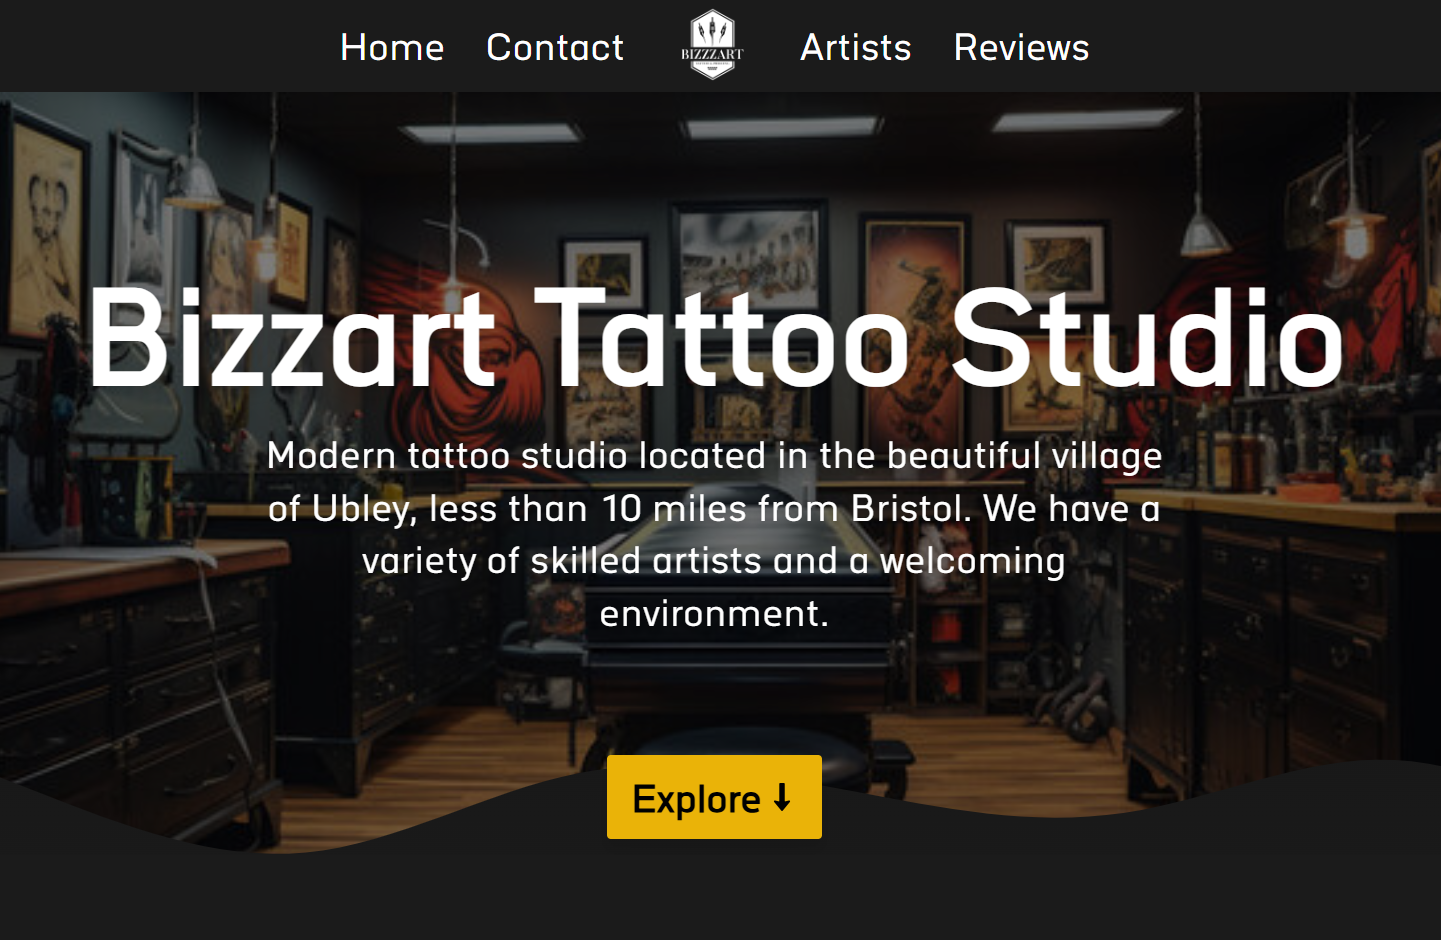 Home Contact BIZZZART Artists Reviews
Bizzart Tattoo Studio
Modern tattoo studio located in the beautiful village
of Ubley, less than 10 miles from Bristol. We have a
variety of skilled artists and a welcoming
environment.
Explore ↓